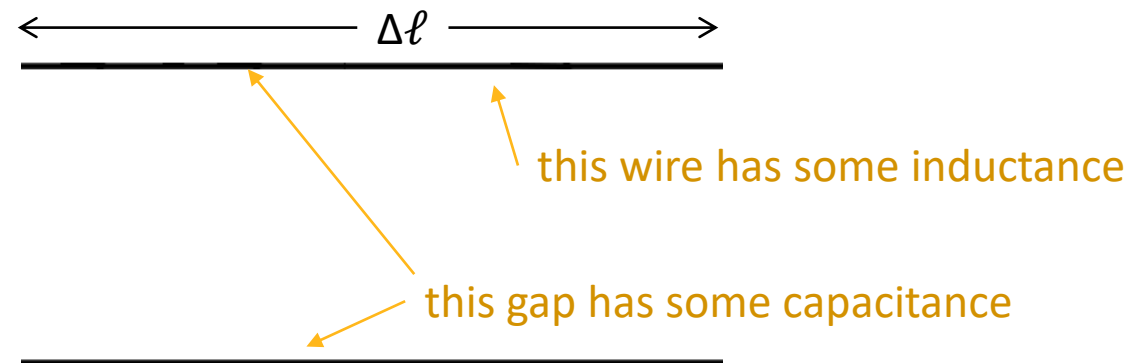 Δℓ
this wire has some inductance
this gap has some capacitance